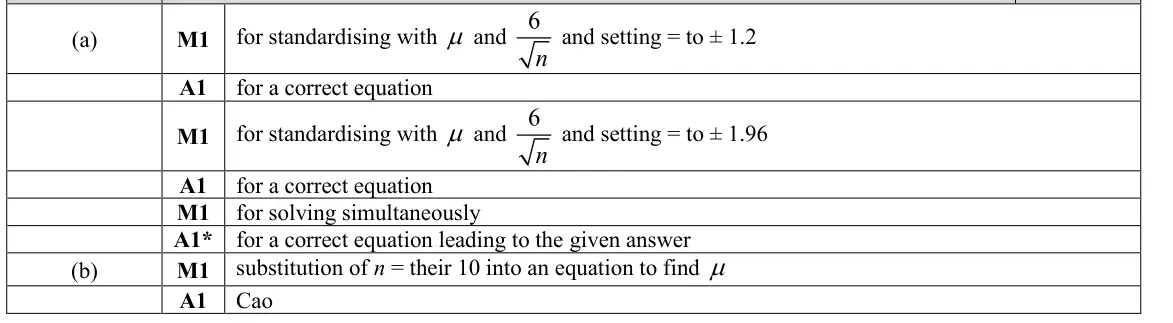 (a) M1 for standardising with μ and 6/√n and setting = to ± 1.2
A1 for a correct equation
M1 for standardising with μ and 6/√n and setting = to ± 1.96
A1 for a correct equation
M1 for solving simultaneously
A1* for a correct equation leading to the given answer
(b) M1 substitution of n = their 10 into an equation to find μ
A1 Cao